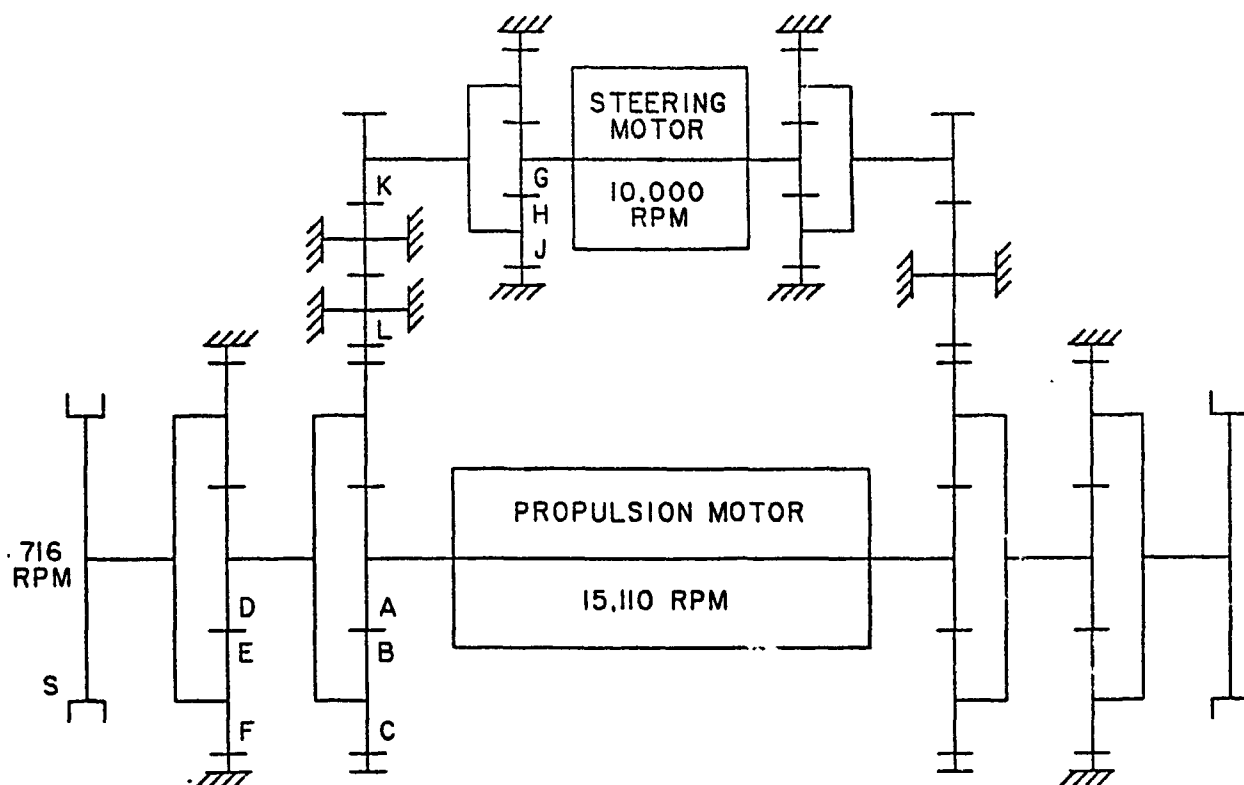 STEERING
MOTOR
10,000
RPM
K
G
H
J
L
PROPULSION MOTOR
15,110 RPM
716
RPM
D
E
A
B
S
F
C